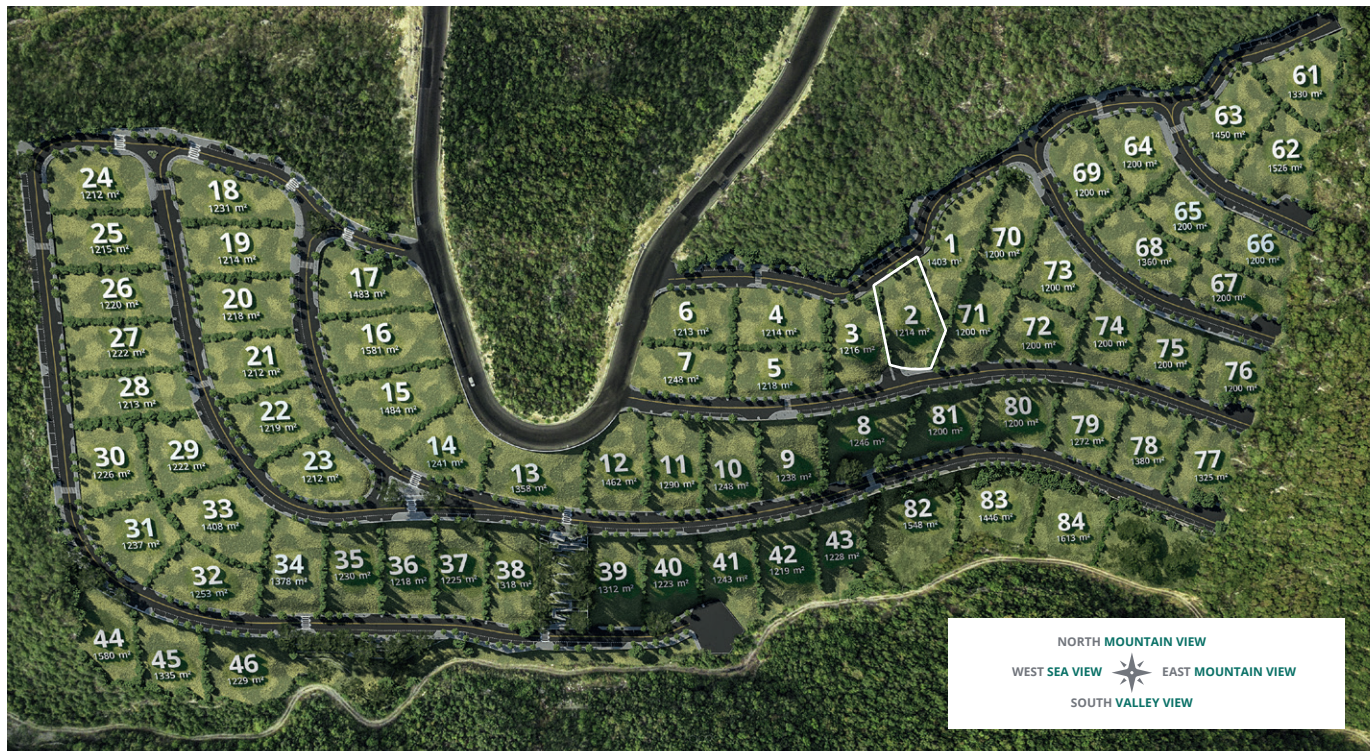 61
1330 m²
63
1450 m²
62
1526 m²
64
1200 m²
69
1200 m²
65
1200 m²
66
1200 m²
68
1360 m²
67
1200 m²
24
1212 m²
18
1231 m²
25
1215 m²
19
1214 m²
26
1220 m²
20
1218 m²
27
1222 m²
21
1212 m²
28
1213 m²
22
1219 m²
30
1226 m²
29
1222 m²
23
1212 m²
31
1237 m²
33
1408 m²
32
1253 m²
17
1483 m²
16
1581 m²
15
1484 m²
14
1241 m²
13
1358 m²
6
1213 m²
4
1214 m²
3
1216 m²
2
1214 m²
1
1403 m²
70
1200 m²
73
1200 m²
7
1248 m²
5
1218 m²
71
1200 m²
72
1200 m²
74
1200 m²
75
1200 m²
76
1200 m²
12
1462 m²
11
1290 m²
10
1248 m²
9
1238 m²
8
1246 m²
81
1200 m²
80
1200 m²
79
1272 m²
78
1380 m²
77
1325 m²
34
1378 m²
35
1230 m²
36
1218 m²
37
1225 m²
38
1318 m²
39
1312 m²
40
1223 m²
41
1243 m²
42
1219 m²
43
1228 m²
82
1548 m²
83
1446 m²
84
1613 m²
44
1580 m²
45
1335 m²
46
1229 m²
NORTH MOUNTAIN VIEW
WEST SEA VIEW EAST MOUNTAIN VIEW
SOUTH VALLEY VIEW